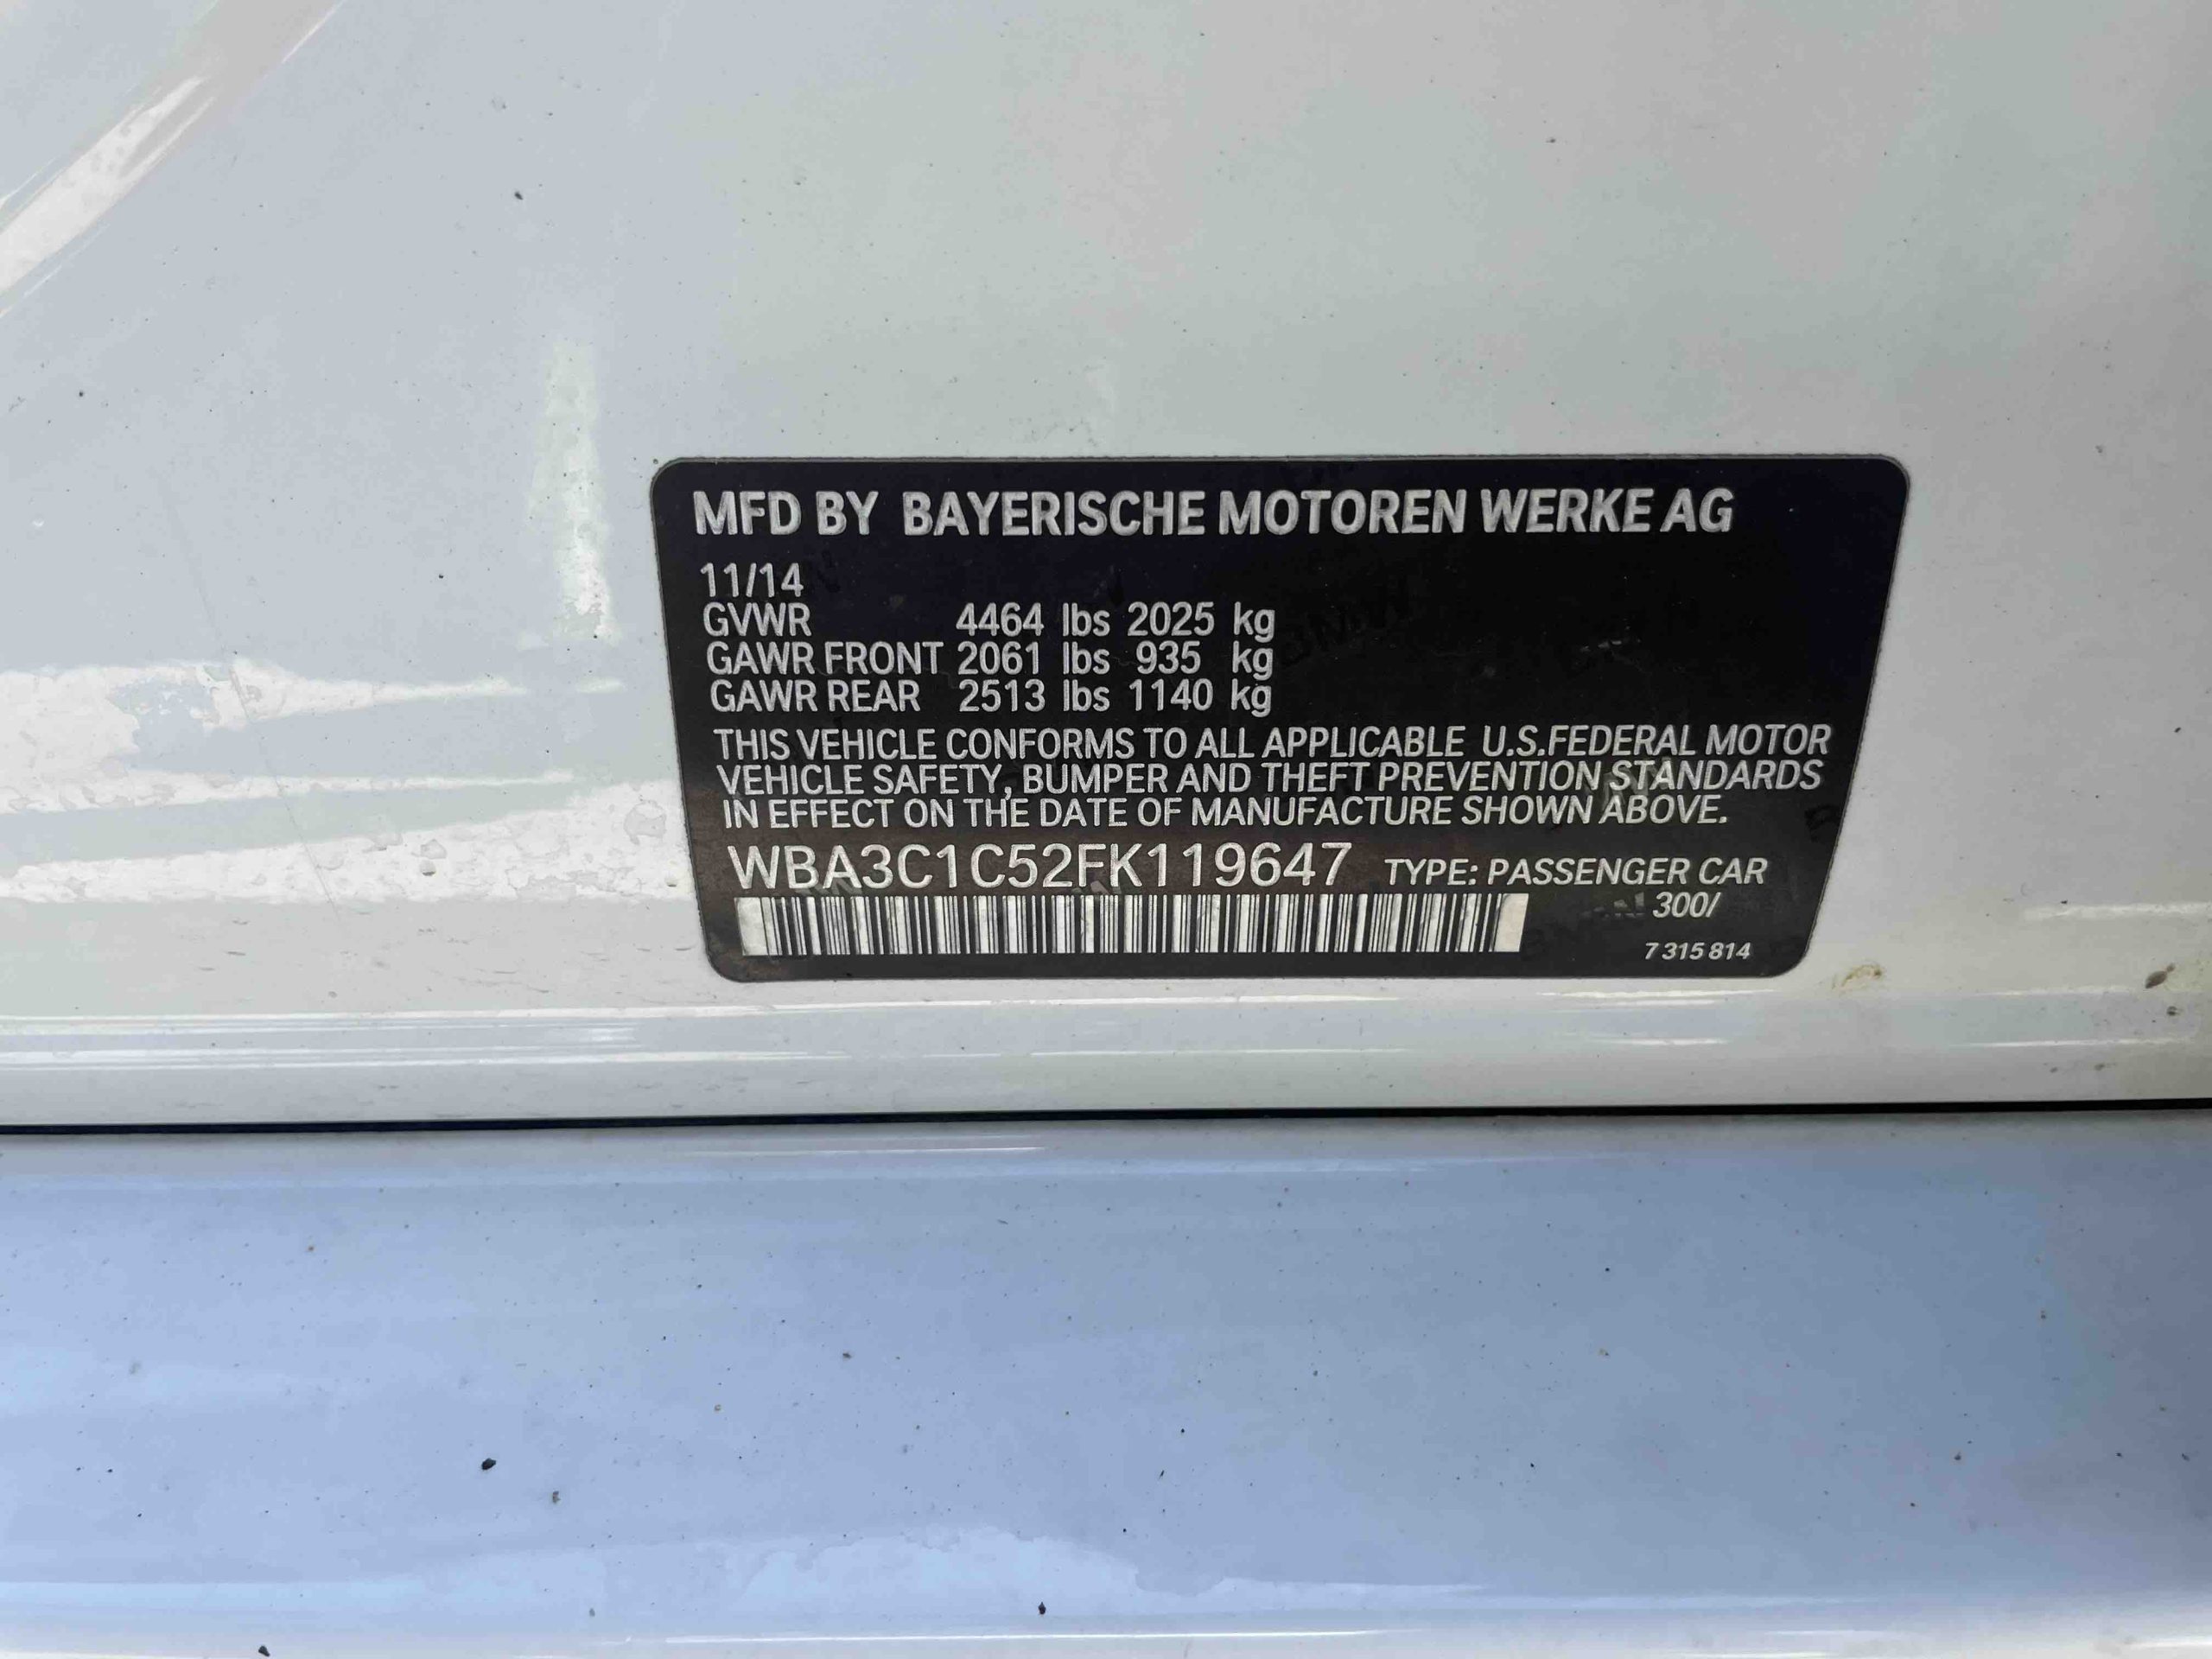 MFD BY BAYERISCHE MOTOREN WERKE AG
11/14
GVWR 4464 lbs 2025 kg
GAWR FRONT 2061 lbs 935 kg
GAWR REAR 2513 lbs 1140 kg
THIS VEHICLE CONFORMS TO ALL APPLICABLE U.S.FEDERAL MOTOR
VEHICLE SAFETY, BUMPER AND THEFT PREVENTION STANDARDS
IN EFFECT ON THE DATE OF MANUFACTURE SHOWN ABOVE.
WBA3C1C52FK119647 TYPE: PASSENGER CAR
300/
7 315 814